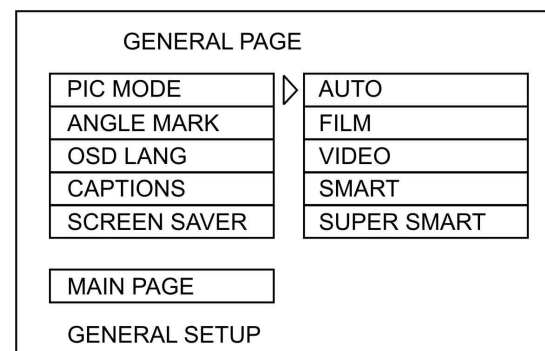 GENERAL PAGE
PIC MODE AUTO
ANGLE MARK FILM
OSD LANG VIDEO
CAPTIONS SMART
SCREEN SAVER SUPER SMART
MAIN PAGE
GENERAL SETUP